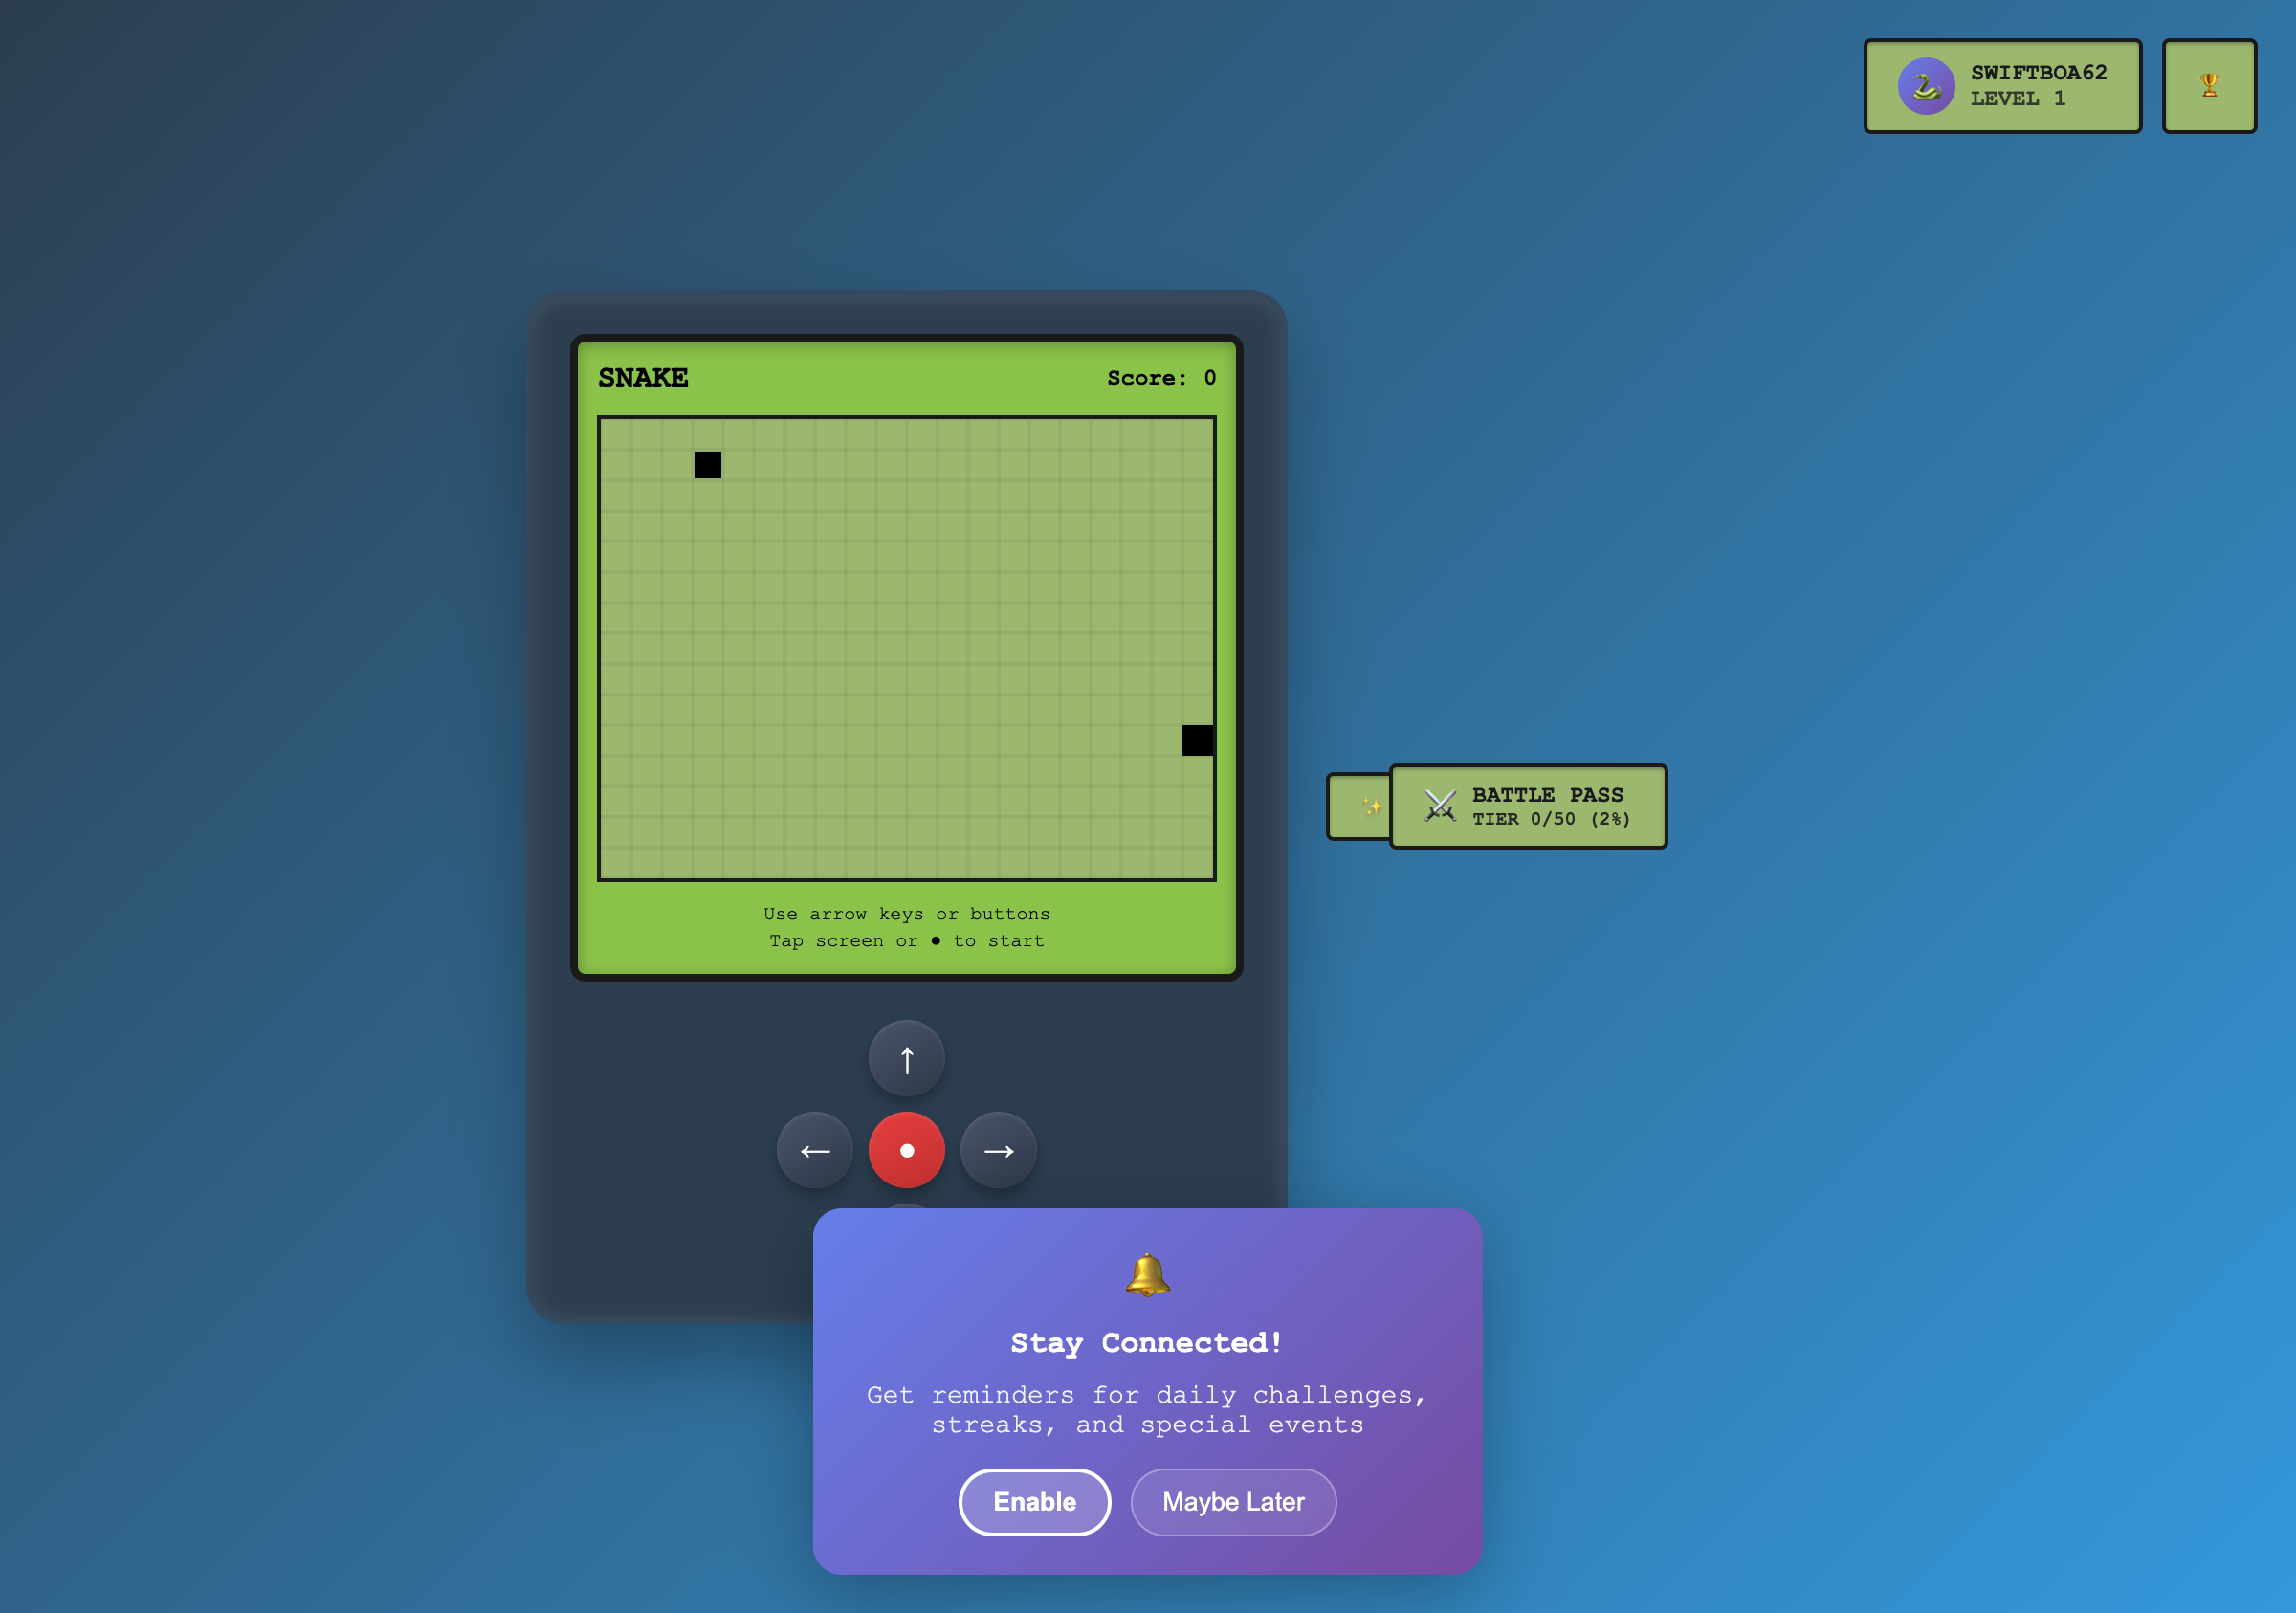 SWIFTBOA62
LEVEL 1
SNAKE
Score: 0
BATTLE PASS
TIER 0/50 (2%)
Use arrow keys or buttons
Tap screen or ● to start
↑
← ● →
Stay Connected!
Get reminders for daily challenges,
streaks, and special events
Enable
Maybe Later